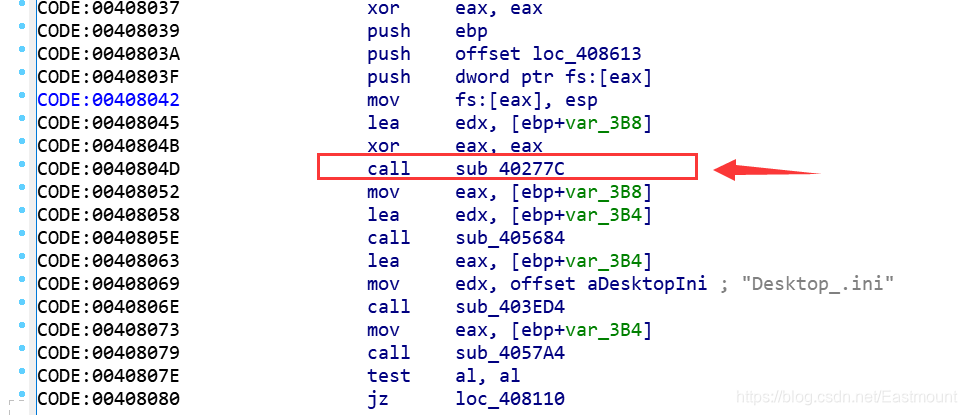 CODE:00408037 xor eax, eax
CODE:00408039 push ebp
CODE:0040803A push offset loc_408613
CODE:0040803F push dword ptr fs:[eax]
CODE:00408042 mov fs:[eax], esp
CODE:00408045 lea edx, [ebp+var_3B8]
CODE:0040804B xor eax, eax
CODE:0040804D call sub_40277C
CODE:00408052 mov eax, [ebp+var_3B8]
CODE:00408058 lea edx, [ebp+var_3B4]
CODE:0040805E call sub_405684
CODE:00408063 lea eax, [ebp+var_3B4]
CODE:00408069 mov edx, offset aDesktopIni ; "Desktop_.ini"
CODE:0040806E call sub_403ED4
CODE:00408073 mov eax, [ebp+var_3B4]
CODE:00408079 call sub_4057A4
CODE:0040807E test al, al
CODE:00408080 jz loc_408110
https://blog.csdn.net/Eastmount